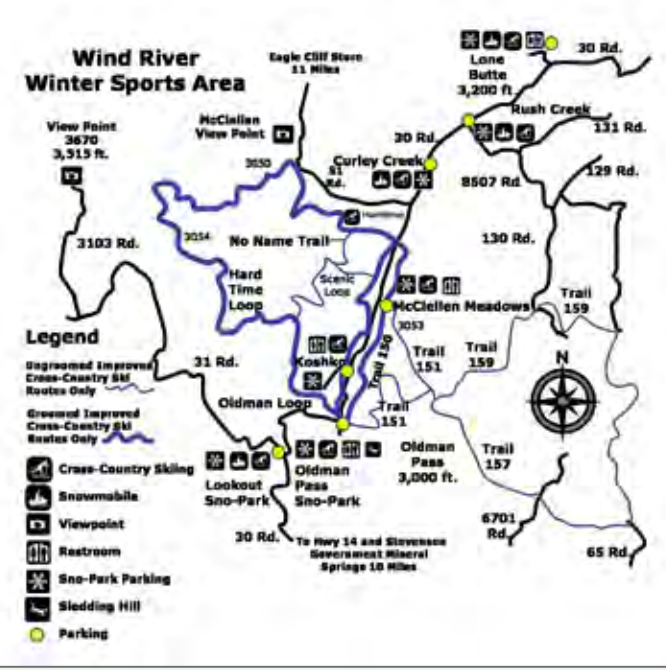 Wind River
Winter Sports Area
Eagle Cliff Store
11 Miles
McClellen
View Point
View Point
3670
3,515 ft.
Lone
Butte
3,200 ft.
30 Rd.
Rush Creek
131 Rd.
30 Rd.
Curley Creek
51
Rd.
3050
129 Rd.
8507 Rd
3054
No Name Trail
130 Rd.
3103 Rd.
Hard
Time
Loop
Scenic
Loop
McClellen Meadows
3053
Trail
159
Legend
Ungroomed Improved
Cross-Country Ski
Routes Only
Groomed Improved
Cross-Country Ski
Routes Only
31 Rd.
Koshko
Trail 150
Trail
151
Trail
159
N
Oldman Loop
Trail
151
Oldman
Pass
3,000 ft.
Trail
157
Cross-Country Skiing
Snowmobile
Viewpoint
Restroom
Sno-Park Parking
Sledding Hill
Parking
Lookout
Sno-Park
Oldman
Pass
Sno-Park
30 Rd.
To Hwy 14 and Stevenson
Government Mineral
Springs 10 Miles
6701
Rd.
65 Rd.